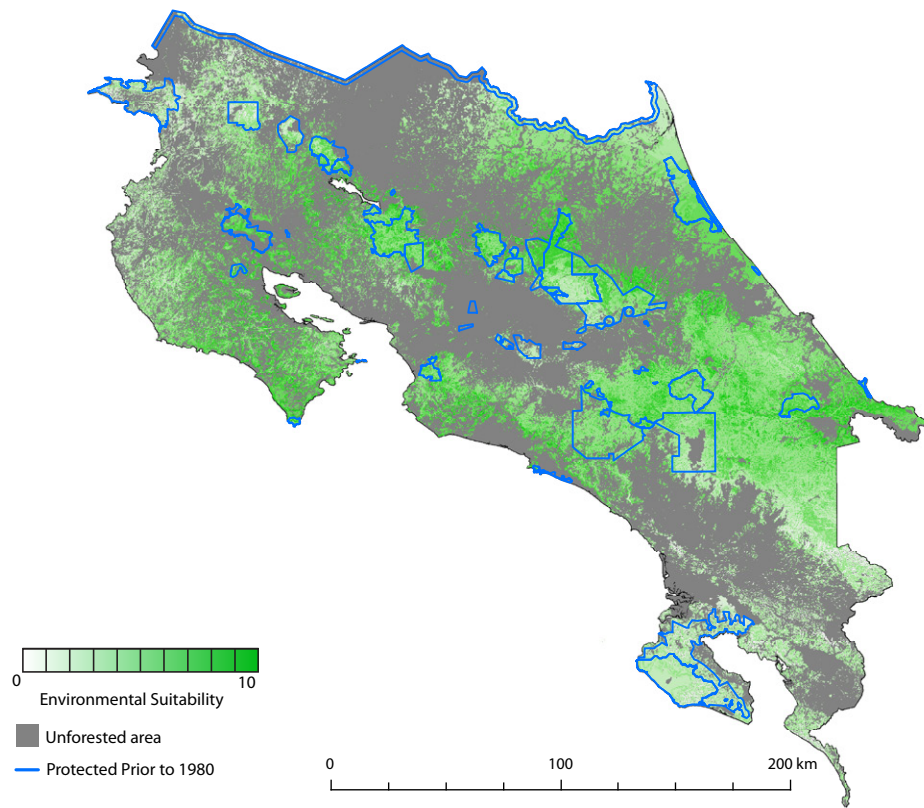 0 10
Environmental Suitability
Unforested area
Protected Prior to 1980
0 100 200 km